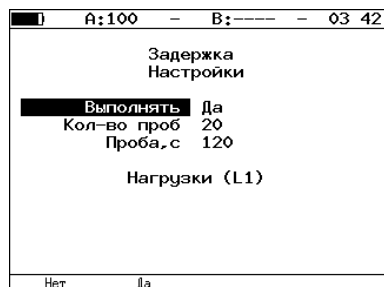 A:100 – B:---- – 03 42
Задержка
Настройки
Выполнять Да
Кол-во проб 20
Проба,с 120
Нагрузки (L1)
Нет Да